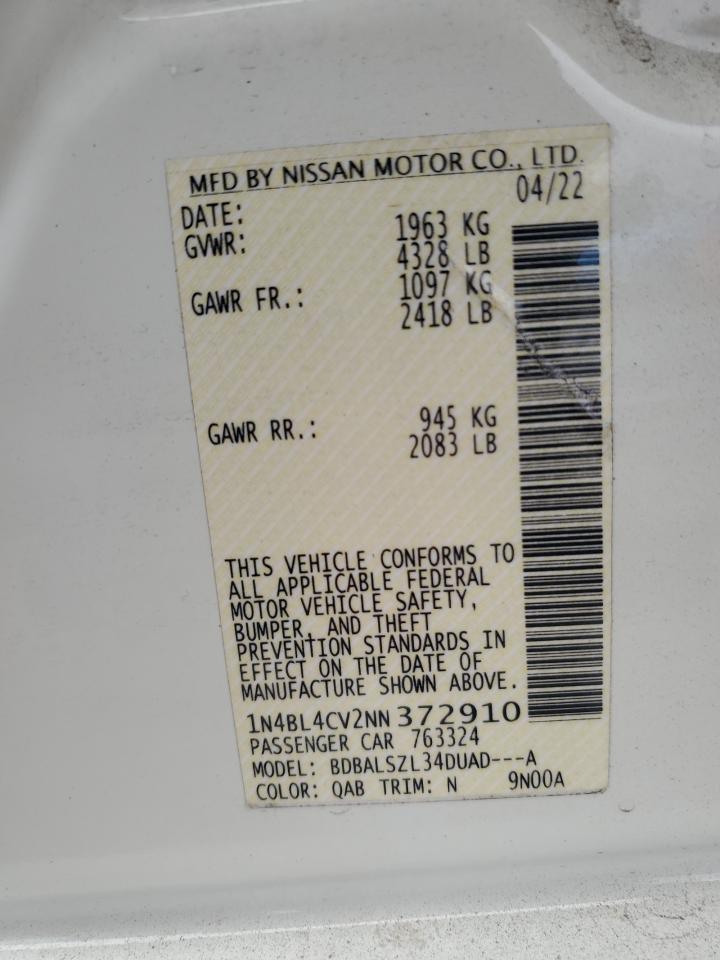 MFD BY NISSAN MOTOR CO., LTD.
DATE: 04/22
GVWR: 1963 KG
4328 LB
GAWR FR.: 1097 KG
2418 LB
GAWR RR.: 945 KG
2083 LB
THIS VEHICLE CONFORMS TO
ALL APPLICABLE FEDERAL
MOTOR VEHICLE SAFETY,
BUMPER, AND THEFT
PREVENTION STANDARDS IN
EFFECT ON THE DATE OF
MANUFACTURE SHOWN ABOVE.
1N4BL4CV2NN372910
PASSENGER CAR 763324
MODEL: BDBALSZL34DUAD---A
COLOR: QAB TRIM: N 9N00A